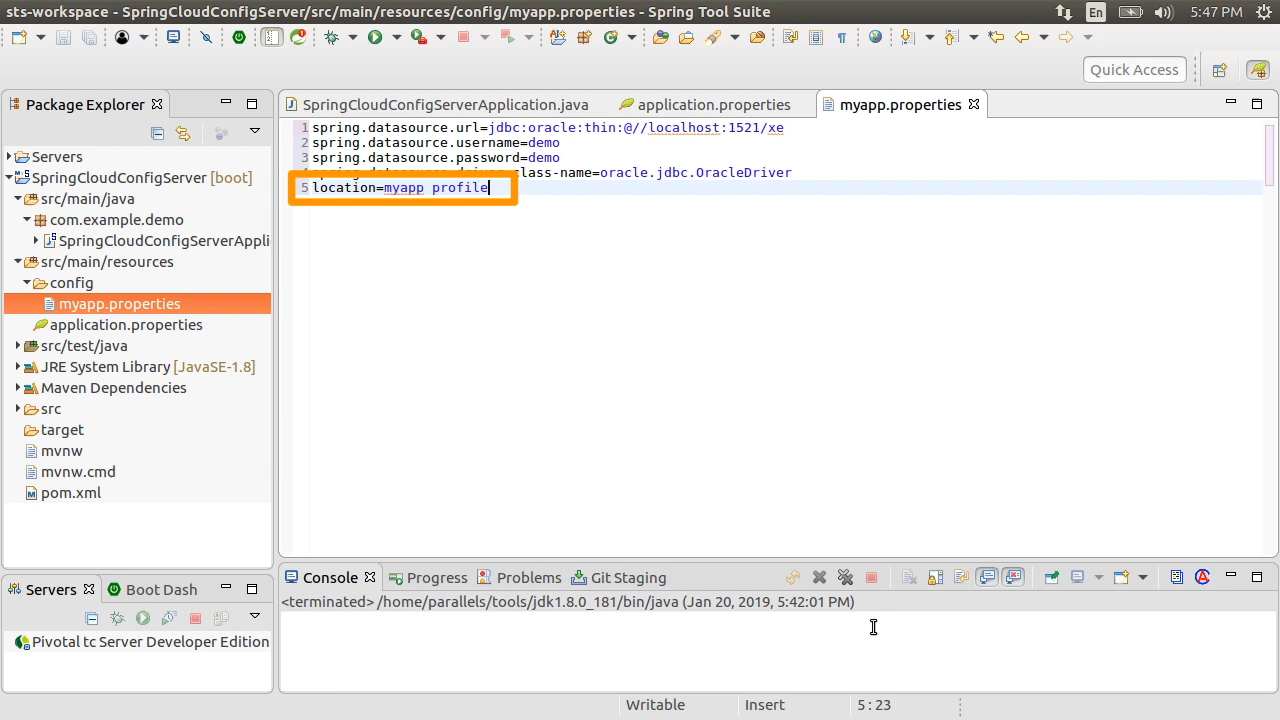 sts-workspace - SpringCloudConfigServer/src/main/resources/config/myapp.properties - Spring Tool Suite
En
5:47 PM
Quick Access
Package Explorer
SpringCloudConfigServerApplication.java
application.properties
myapp.properties
Servers
SpringCloudConfigServer [boot]
src/main/java
com.example.demo
SpringCloudConfigServerAppli
src/main/resources
config
myapp.properties
application.properties
src/test/java
JRE System Library [JavaSE-1.8]
Maven Dependencies
src
target
mvnw
mvnw.cmd
pom.xml
1 spring.datasource.url=jdbc:oracle:thin:@//localhost:1521/xe
2 spring.datasource.username=demo
3 spring.datasource.password=demo
class-name=oracle.jdbc.OracleDriver
5 location=myapp profile
Servers
Boot Dash
Pivotal tc Server Developer Edition
Console
Progress
Problems
Git Staging
<terminated> /home/parallels/tools/jdk1.8.0_181/bin/java (Jan 20, 2019, 5:42:01 PM)
Writable
Insert
5 : 23